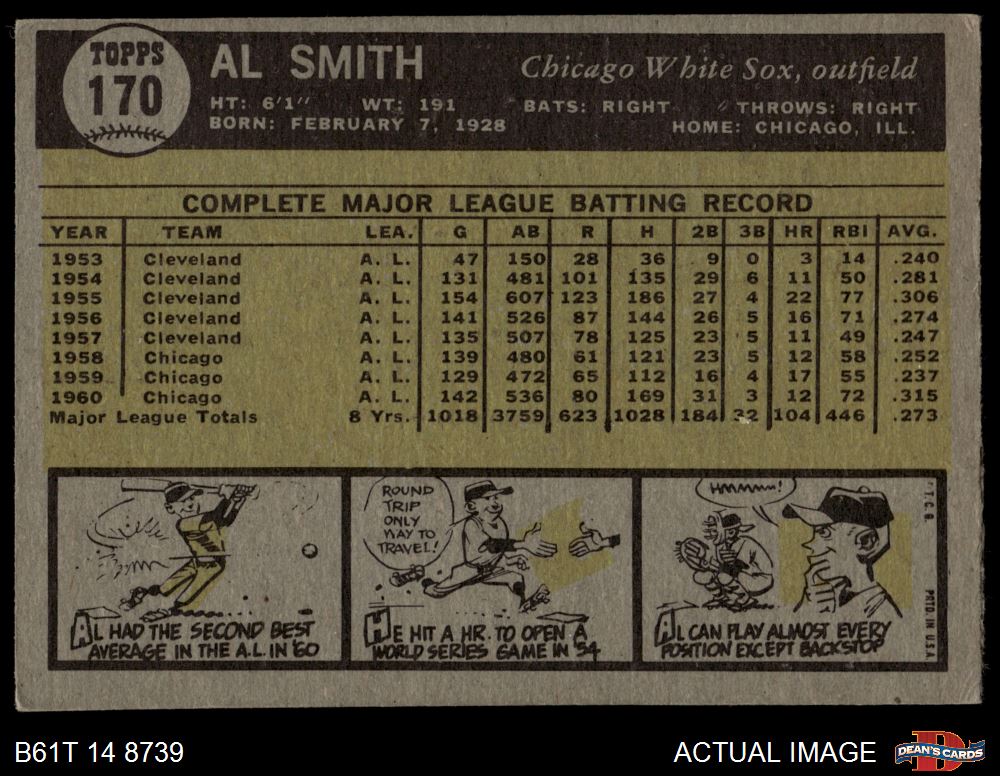 TOPPS
170
AL SMITH
Chicago White Sox, outfield
HT: 6'1" WT: 191 BATS: RIGHT THROWS: RIGHT
BORN: FEBRUARY 7, 1928 HOME: CHICAGO, ILL.
COMPLETE MAJOR LEAGUE BATTING RECORD
YEAR TEAM LEA. G AB R H 2B 3B HR RBI AVG.
1953 Cleveland A. L. 47 150 28 36 9 0 3 14 .240
1954 Cleveland A. L. 131 481 101 135 29 6 11 50 .281
1955 Cleveland A. L. 154 607 123 186 27 4 22 77 .306
1956 Cleveland A. L. 141 526 87 144 26 5 16 71 .274
1957 Cleveland A. L. 135 507 78 125 23 5 11 49 .247
1958 Chicago A. L. 139 480 61 121 23 5 12 58 .252
1959 Chicago A. L. 129 472 65 112 16 4 17 55 .237
1960 Chicago A. L. 142 536 80 169 31 3 12 72 .315
Major League Totals 8 Yrs. 1018 3759 623 1028 184 32 104 446 .273
AL HAD THE SECOND BEST
AVERAGE IN THE A.L. IN '60
ROUND
TRIP
ONLY
WAY TO
TRAVEL!
HE HIT A HR. TO OPEN A
WORLD SERIES GAME IN '54
HMMMM!
AL CAN PLAY ALMOST EVERY
POSITION EXCEPT BACKSTOP
T.C.G.
PRTD. IN U.S.A.
B61T 14 8739
ACTUAL IMAGE
DEAN'S CARDS